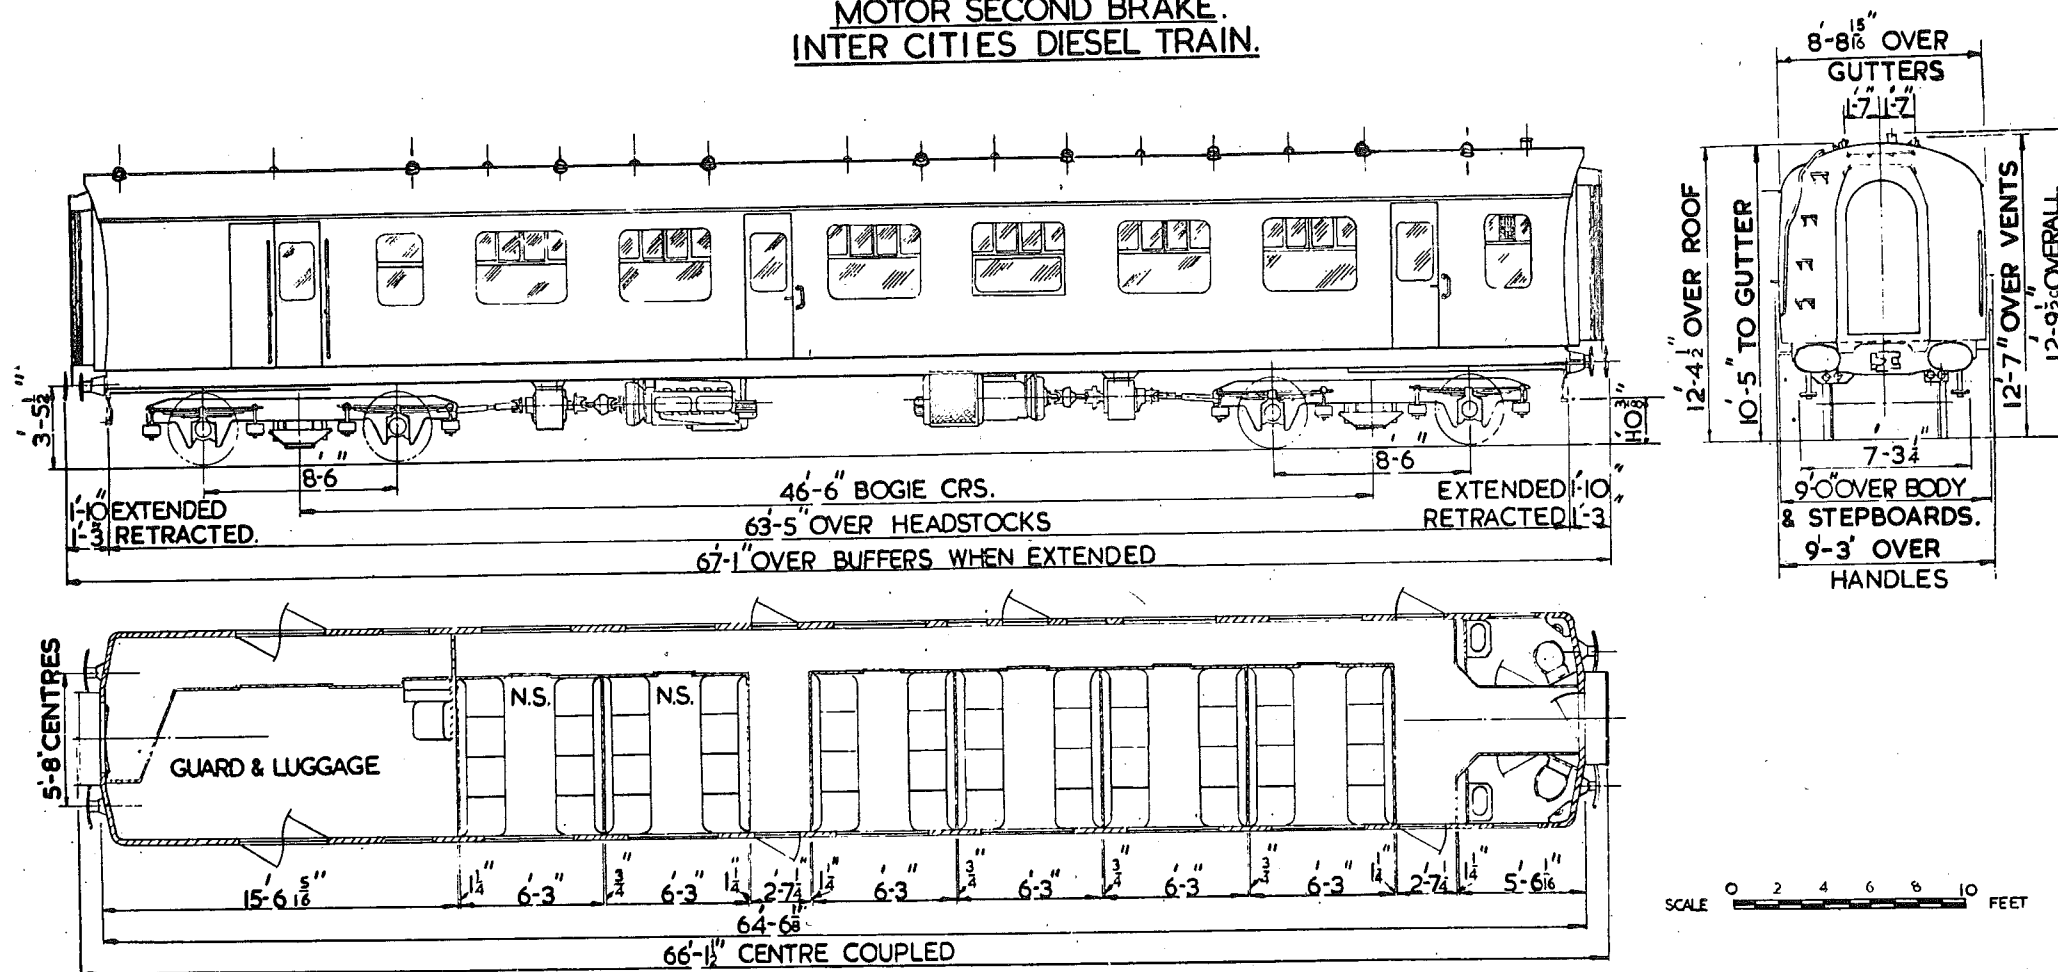 MOTOR SECOND BRAKE.
INTER CITIES DIESEL TRAIN.
8'-8 15/16" OVER
GUTTERS
1'-7" 1'-7"
12'-4 1/2" OVER ROOF
10'-5" TO GUTTER
12'-7" OVER VENTS
12'-9 1/2" OVERALL
3'-5 1/2"
8'-6"
8'-6"
7'-3 1/4"
46'-6" BOGIE CRS.
1'-10" EXTENDED
1'-3" RETRACTED.
EXTENDED 1'-10"
RETRACTED 1'-3"
63'-5" OVER HEADSTOCKS
67'-1" OVER BUFFERS WHEN EXTENDED
9'-0" OVER BODY
& STEPBOARDS.
9'-3" OVER
HANDLES
5'-8" CENTRES
N.S.
N.S.
GUARD & LUGGAGE
15'-6 5/16" 1 1/4" 6'-3" 3/4" 6'-3" 1 1/4" 2'-7 1/4" 1 1/4" 6'-3" 3/4" 6'-3" 3/4" 6'-3" 6'-3" 1 1/4" 2'-7 1/4" 1 1/4" 5'-6 1/16"
64'-6 1/8"
66'-1 1/2" CENTRE COUPLED
SCALE 0 2 4 6 8 10 FEET